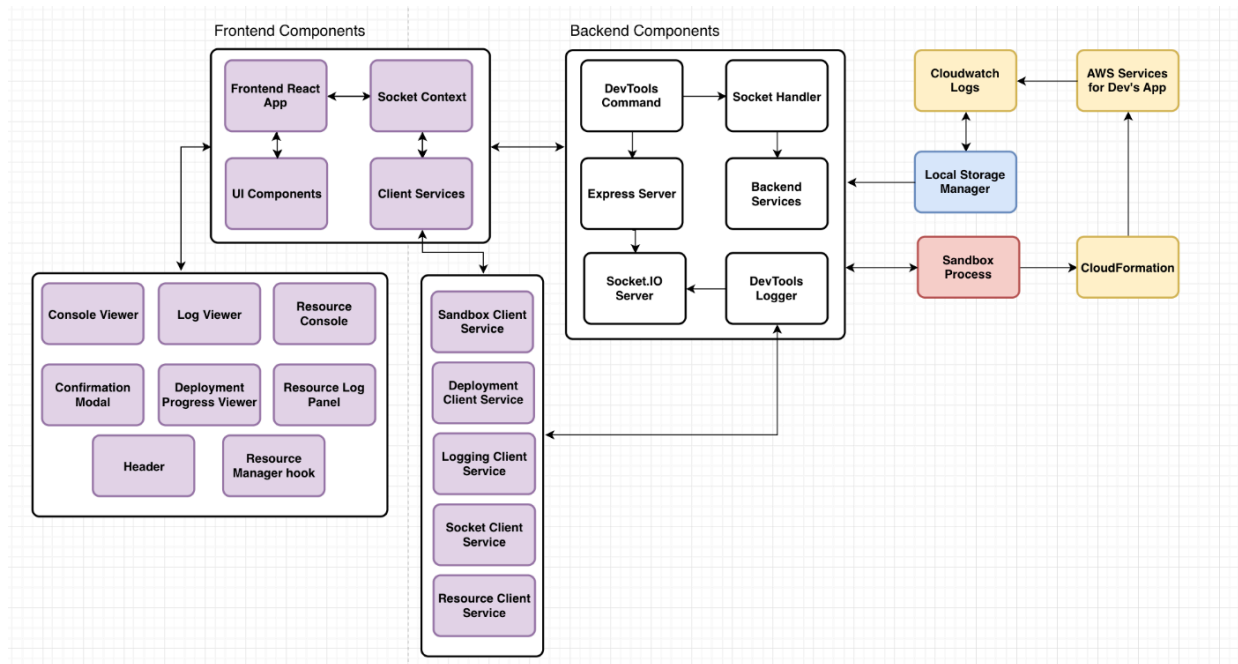 Frontend Components
Backend Components
Frontend React
App
Socket Context
UI Components
Client Services
DevTools
Command
Socket Handler
Express Server
Backend
Services
Socket.IO
Server
DevTools
Logger
Cloudwatch
Logs
AWS Services
for Dev's App
Local Storage
Manager
Sandbox
Process
CloudFormation
Console Viewer
Log Viewer
Resource
Console
Confirmation
Modal
Deployment
Progress Viewer
Resource Log
Panel
Header
Resource
Manager hook
Sandbox Client
Service
Deployment
Client Service
Logging Client
Service
Socket Client
Service
Resource Client
Service